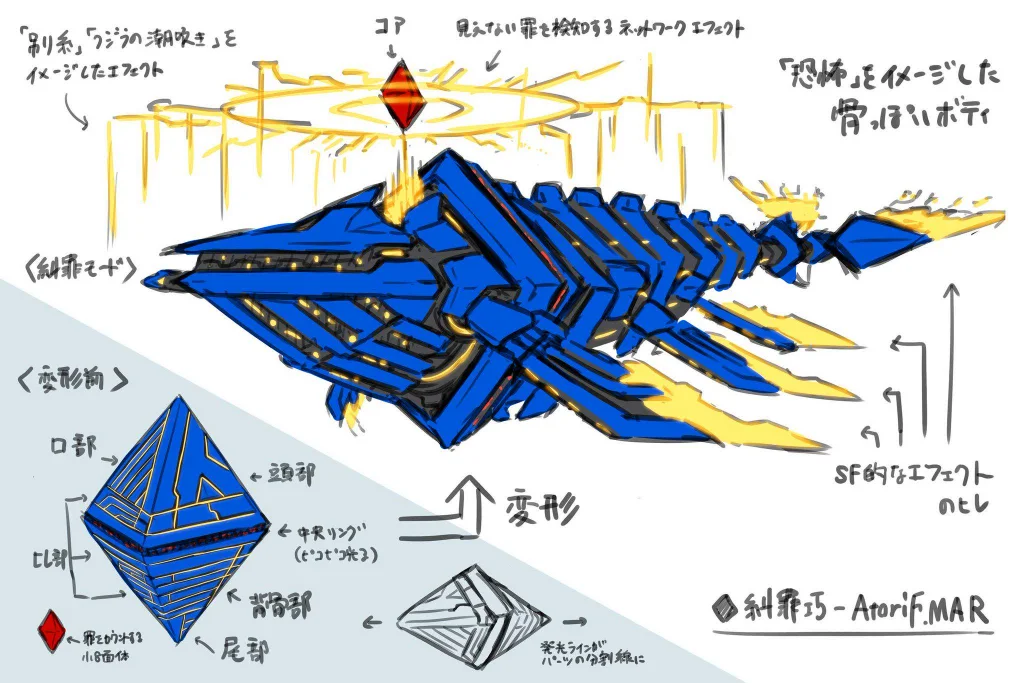 「吊り糸」「クジラの潮吹き」を
イメージしたエフェクト
コア
見えない罪を検知するネットワークエフェクト
「恐怖」をイメージした
骨っぽいボディ
〈糾罪モード〉
〈変形前〉
口部
頭部
中央リング
(ピコピコ光る)
ヒレ部
背骨部
尾部
罪をカウントする
小8面体
変形
発光ラインが
パーツの分割線に
SF的なエフェクト
のヒレ
糾罪巧-AtoriF.MAR